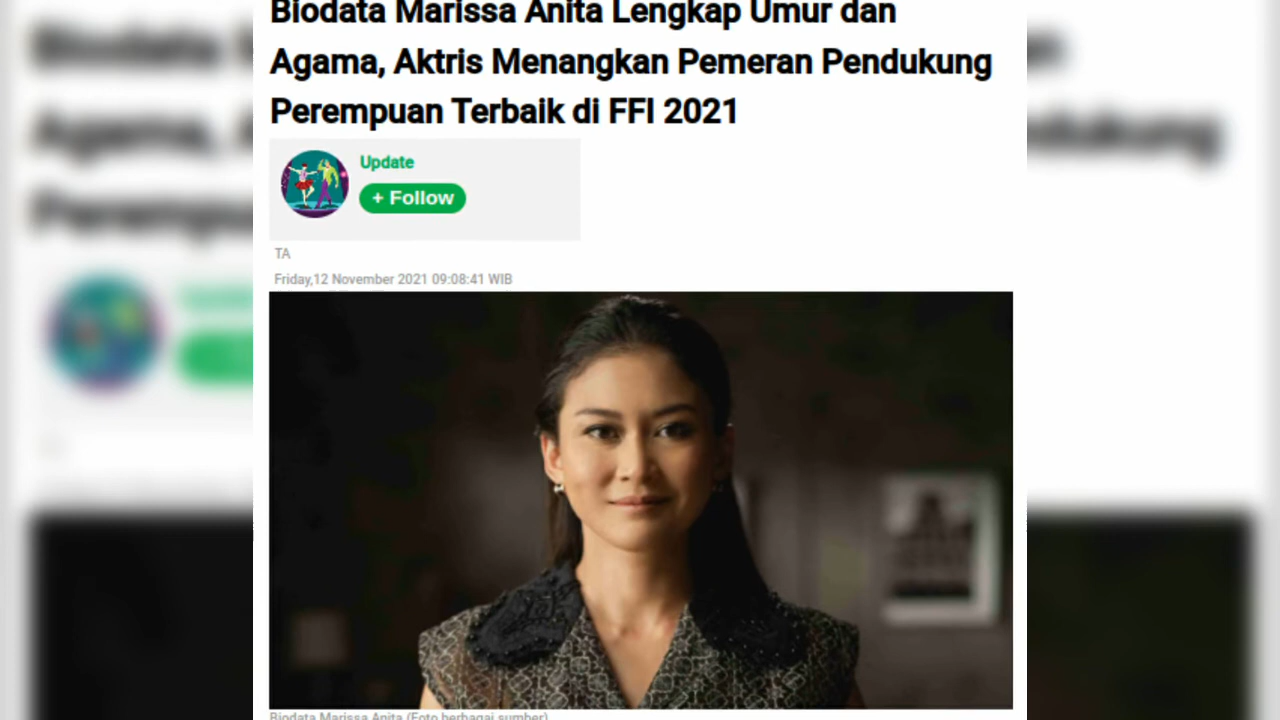 Biodata Marissa Anita Lengkap Umur dan
Agama, Aktris Menangkan Pemeran Pendukung
Perempuan Terbaik di FFI 2021
Update
+ Follow
TA
Friday,12 November 2021 09:08:41 WIB
Biodata Marissa Anita (Foto berbagai sumber)